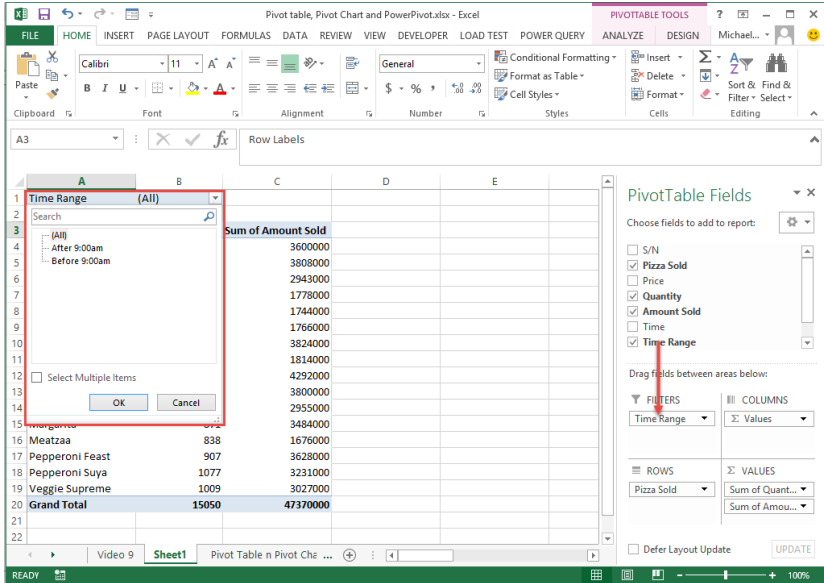 Pivot table, Pivot Chart and PowerPivot.xlsx - Excel
PIVOTTABLE TOOLS
?
FILE HOME INSERT PAGE LAYOUT FORMULAS DATA REVIEW VIEW DEVELOPER LOAD TEST POWER QUERY ANALYZE DESIGN Michael...
Paste
Calibri 11 A A
B I U A
General
$ % , .0 .00 .00 .0
Conditional Formatting
Format as Table
Cell Styles
Insert
Delete
Format
Σ
A Z
Sort & Filter
Find & Select
Clipboard Font Alignment Number Styles Cells Editing
A3 fx Row Labels
A B C D E
1 Time Range (All)
2
Search
3 Sum of Amount Sold
(All)
4 3600000
After 9:00am
5 3808000
Before 9:00am
6 2943000
7 1778000
8 1744000
9 1766000
10 3824000
11 1814000
12 4292000
Select Multiple Items
13 3800000
OK Cancel
14 2955000
15 3484000
16 Meatzaa 838 1676000
17 Pepperoni Feast 907 3628000
18 Pepperoni Suya 1077 3231000
19 Veggie Supreme 1009 3027000
20 Grand Total 15050 47370000
21
22
PivotTable Fields
Choose fields to add to report:
S/N
Pizza Sold
Price
Quantity
Amount Sold
Time
Time Range
Drag fields between areas below:
FILTERS
Time Range
COLUMNS
Σ Values
ROWS
Pizza Sold
Σ VALUES
Sum of Quant...
Sum of Amou...
Defer Layout Update UPDATE
Video 9 Sheet1 Pivot Table n Pivot Cha ...
READY 100%